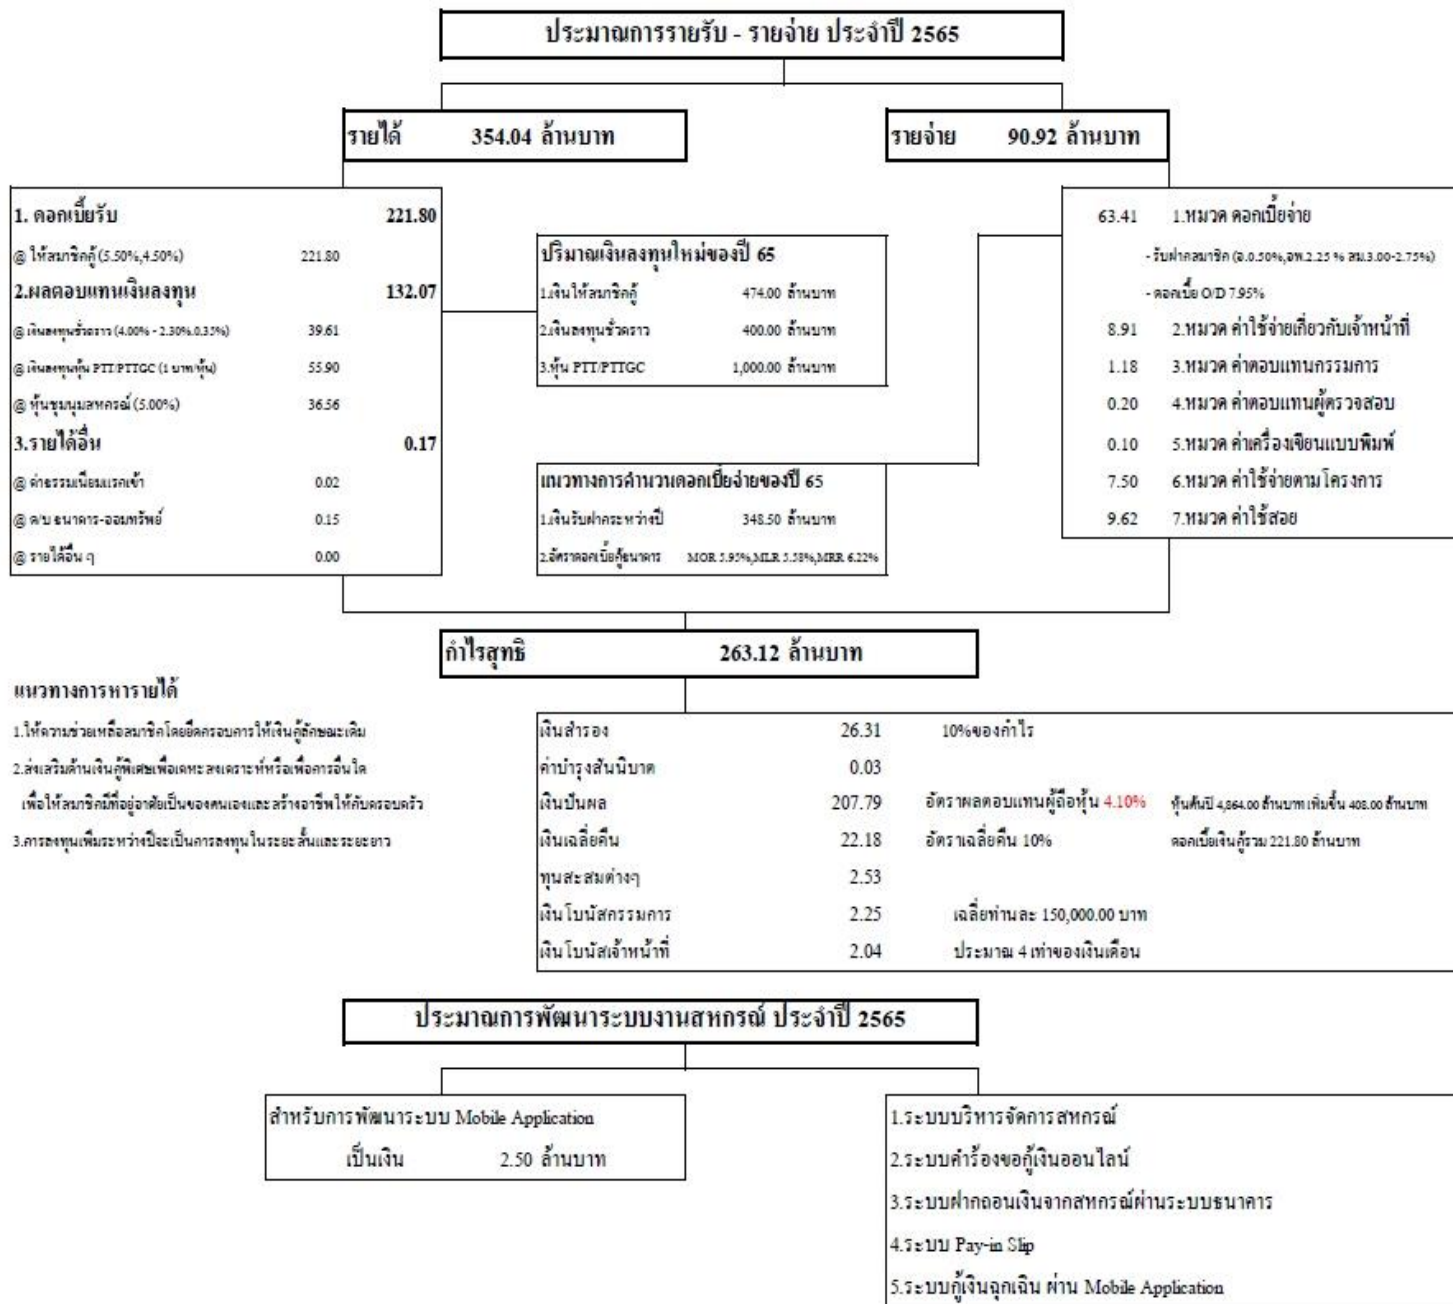 ประมาณการรายรับ - รายจ่าย ประจำปี 2565
รายได้ 354.04 ล้านบาท
รายจ่าย 90.92 ล้านบาท
1. ดอกเบี้ยรับ 221.80
@ ให้สมาชิกกู้ (5.50%,4.50%) 221.80
2.ผลตอบแทนเงินลงทุน 132.07
@ เงินลงทุนชั่วคราว (4.00% - 2.30%.0.35%) 39.61
@ เงินลงทุนหุ้น PTT/PTTGC (1 บาท/หุ้น) 55.90
@ หุ้นชุมนุมสหกรณ์ (5.00%) 36.56
3.รายได้อื่น 0.17
@ ค่าธรรมเนียมแรกเข้า 0.02
@ ด/บ ธนาคาร-ออมทรัพย์ 0.15
@ รายได้อื่น ๆ 0.00
ปริมาณเงินลงทุนใหม่ของปี 65
1.เงินให้สมาชิกกู้ 474.00 ล้านบาท
2.เงินลงทุนชั่วคราว 400.00 ล้านบาท
3.หุ้น PTT/PTTGC 1,000.00 ล้านบาท
แนวทางการคำนวนดอกเบี้ยจ่ายของปี 65
1.เงินรับฝากระหว่างปี 348.50 ล้านบาท
2.อัตราดอกเบี้ยกู้ธนาคาร MOR 5.95%,MLR 5.58%,MRR 6.22%
63.41 1.หมวด ดอกเบี้ยจ่าย
- รับฝากสมาชิก (อ.0.50%,อพ.2.25 % สม.3.00-2.75%)
- ดอกเบี้ย O/D 7.95%
8.91 2.หมวด ค่าใช้จ่ายเกี่ยวกับเจ้าหน้าที่
1.18 3.หมวด ค่าตอบแทนกรรมการ
0.20 4.หมวด ค่าตอบแทนผู้ตรวจสอบ
0.10 5.หมวด ค่าเครื่องเขียนแบบพิมพ์
7.50 6.หมวด ค่าใช้จ่ายตามโครงการ
9.62 7.หมวด ค่าใช้สอย
กำไรสุทธิ 263.12 ล้านบาท
แนวทางการหารายได้
1.ให้ความช่วยเหลือสมาชิกโดยยึดกรอบการให้เงินกู้ลักษณะเดิม
2.ส่งเสริมด้านเงินกู้พิเศษเพื่อเคหะสงเคราะห์หรือเพื่อการอื่นใด
เพื่อให้สมาชิกมีที่อยู่อาศัยเป็นของตนเองและสร้างอาชีพให้กับครอบครัว
3.การลงทุนเพิ่มระหว่างปีจะเป็นการลงทุนในระยะสั้นและระยะยาว
เงินสำรอง 26.31 10%ของกำไร
ค่าบำรุงสันนิบาต 0.03
เงินปันผล 207.79 อัตราผลตอบแทนผู้ถือหุ้น 4.10% หุ้นต้นปี 4,864.00 ล้านบาท เพิ่มขึ้น 408.00 ล้านบาท
เงินเฉลี่ยคืน 22.18 อัตราเฉลี่ยคืน 10% ดอกเบี้ยเงินกู้รวม 221.80 ล้านบาท
ทุนสะสมต่างๆ 2.53
เงินโบนัสกรรมการ 2.25 เฉลี่ยท่านละ 150,000.00 บาท
เงินโบนัสเจ้าหน้าที่ 2.04 ประมาณ 4 เท่าของเงินเดือน
ประมาณการพัฒนาระบบงานสหกรณ์ ประจำปี 2565
สำหรับการพัฒนาระบบ Mobile Application
เป็นเงิน 2.50 ล้านบาท
1.ระบบบริหารจัดการสหกรณ์
2.ระบบคำร้องขอกู้เงินออนไลน์
3.ระบบฝากถอนเงินจากสหกรณ์ผ่านระบบธนาคาร
4.ระบบ Pay-in Slip
5.ระบบกู้เงินฉุกเฉิน ผ่าน Mobile Application